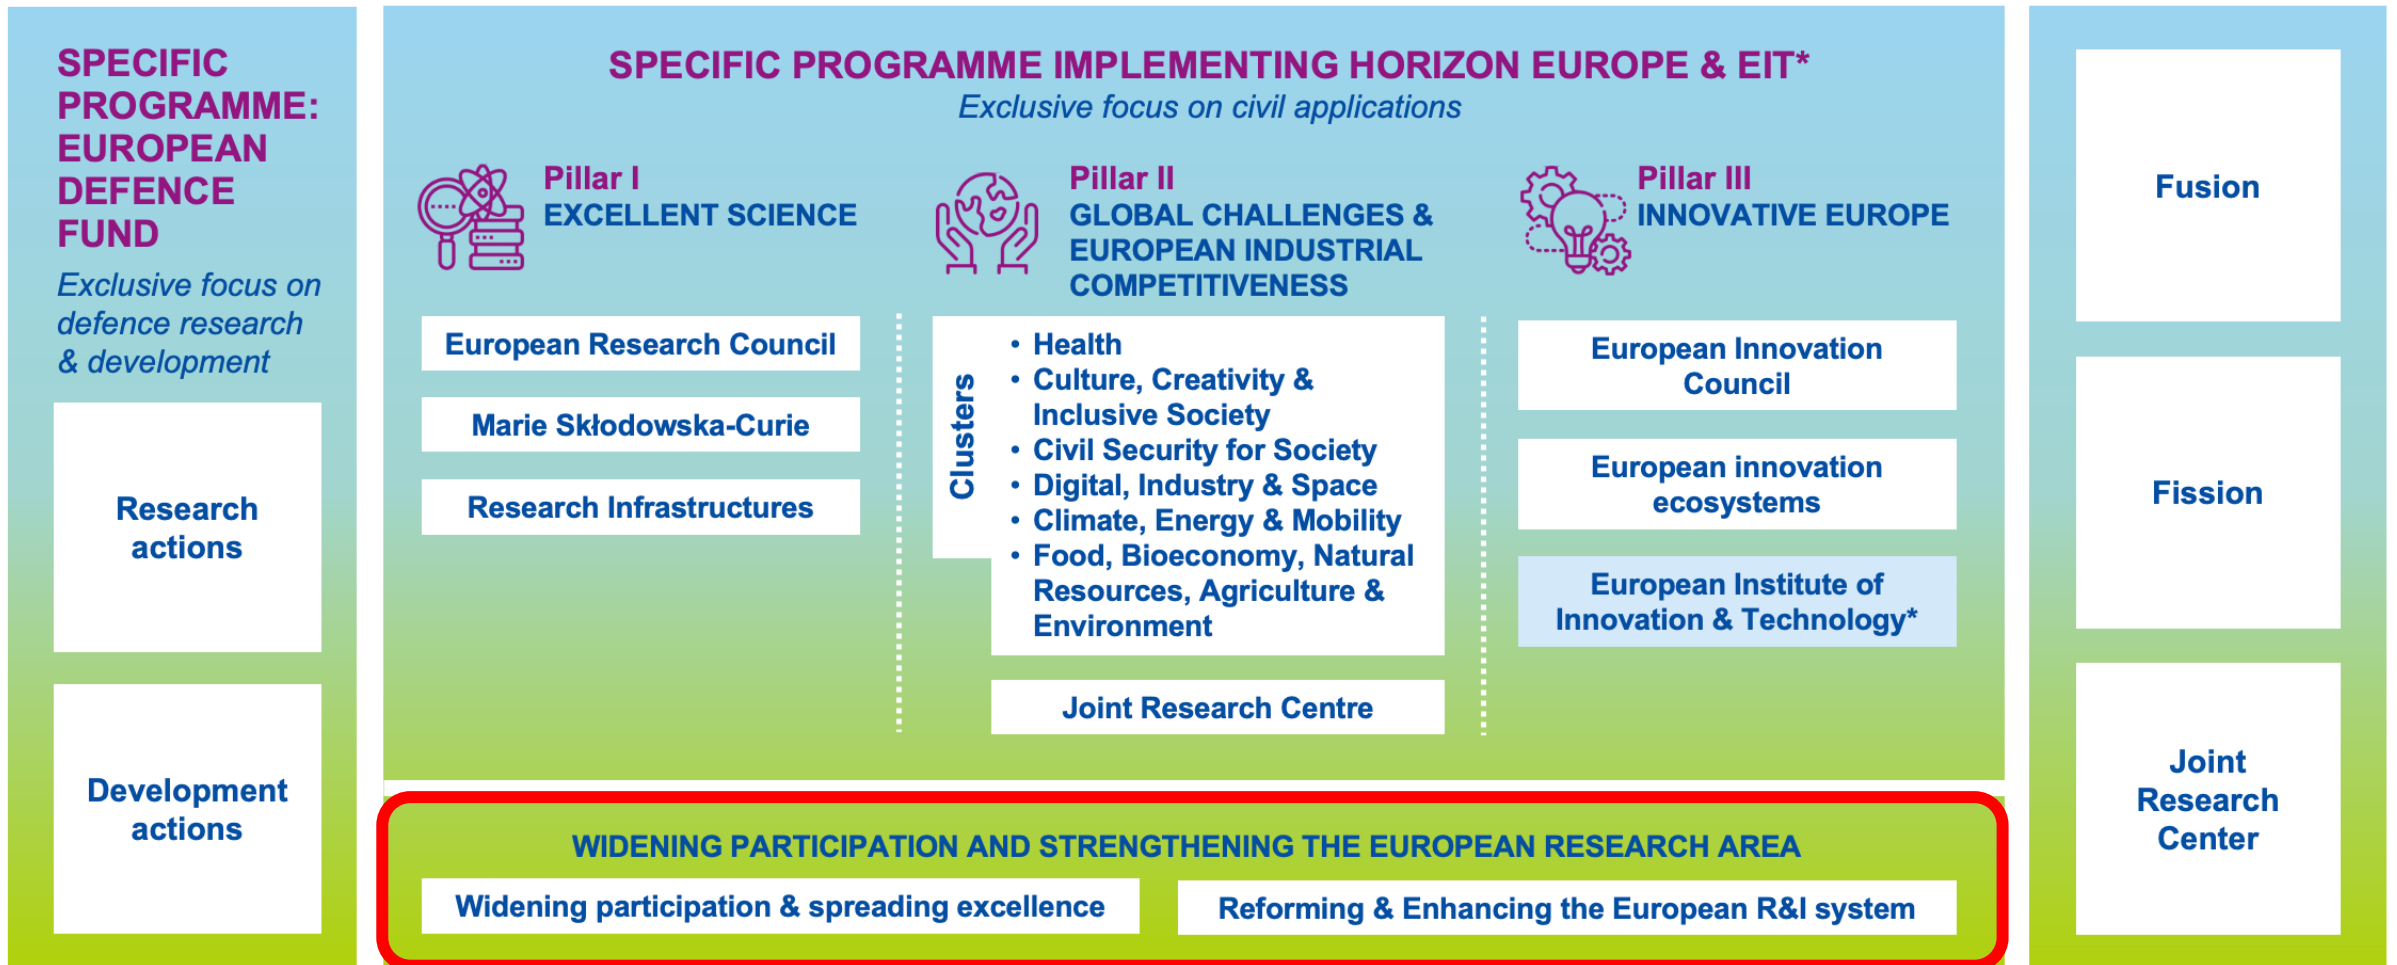 SPECIFIC
PROGRAMME:
EUROPEAN
DEFENCE
FUND
Exclusive focus on
defence research
& development
Research
actions
Development
actions
SPECIFIC PROGRAMME IMPLEMENTING HORIZON EUROPE & EIT*
Exclusive focus on civil applications
Pillar I
EXCELLENT SCIENCE
European Research Council
Marie Skłodowska-Curie
Research Infrastructures
Pillar II
GLOBAL CHALLENGES &
EUROPEAN INDUSTRIAL
COMPETITIVENESS
Clusters
• Health
• Culture, Creativity &
Inclusive Society
• Civil Security for Society
• Digital, Industry & Space
• Climate, Energy & Mobility
• Food, Bioeconomy, Natural
Resources, Agriculture &
Environment
Joint Research Centre
Pillar III
INNOVATIVE EUROPE
European Innovation
Council
European innovation
ecosystems
European Institute of
Innovation & Technology*
WIDENING PARTICIPATION AND STRENGTHENING THE EUROPEAN RESEARCH AREA
Widening participation & spreading excellence
Reforming & Enhancing the European R&I system
Fusion
Fission
Joint
Research
Center